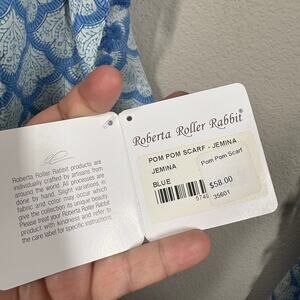 Roberta Roller Rabbit products are
individually crafted by artisans from
around the world. All processes are
done by hand. Slight variations in
fabric and color may occur which
give the collection its unique beauty.
Please treat your Roberta Roller Rabbit
product with kindness and refer to
the care label for specific instructions.
Roberta Roller Rabbit®
POM POM SCARF - JEMINA
JEMINA
Pom Pom Scarf
BLUE
$58.00
5740
35601